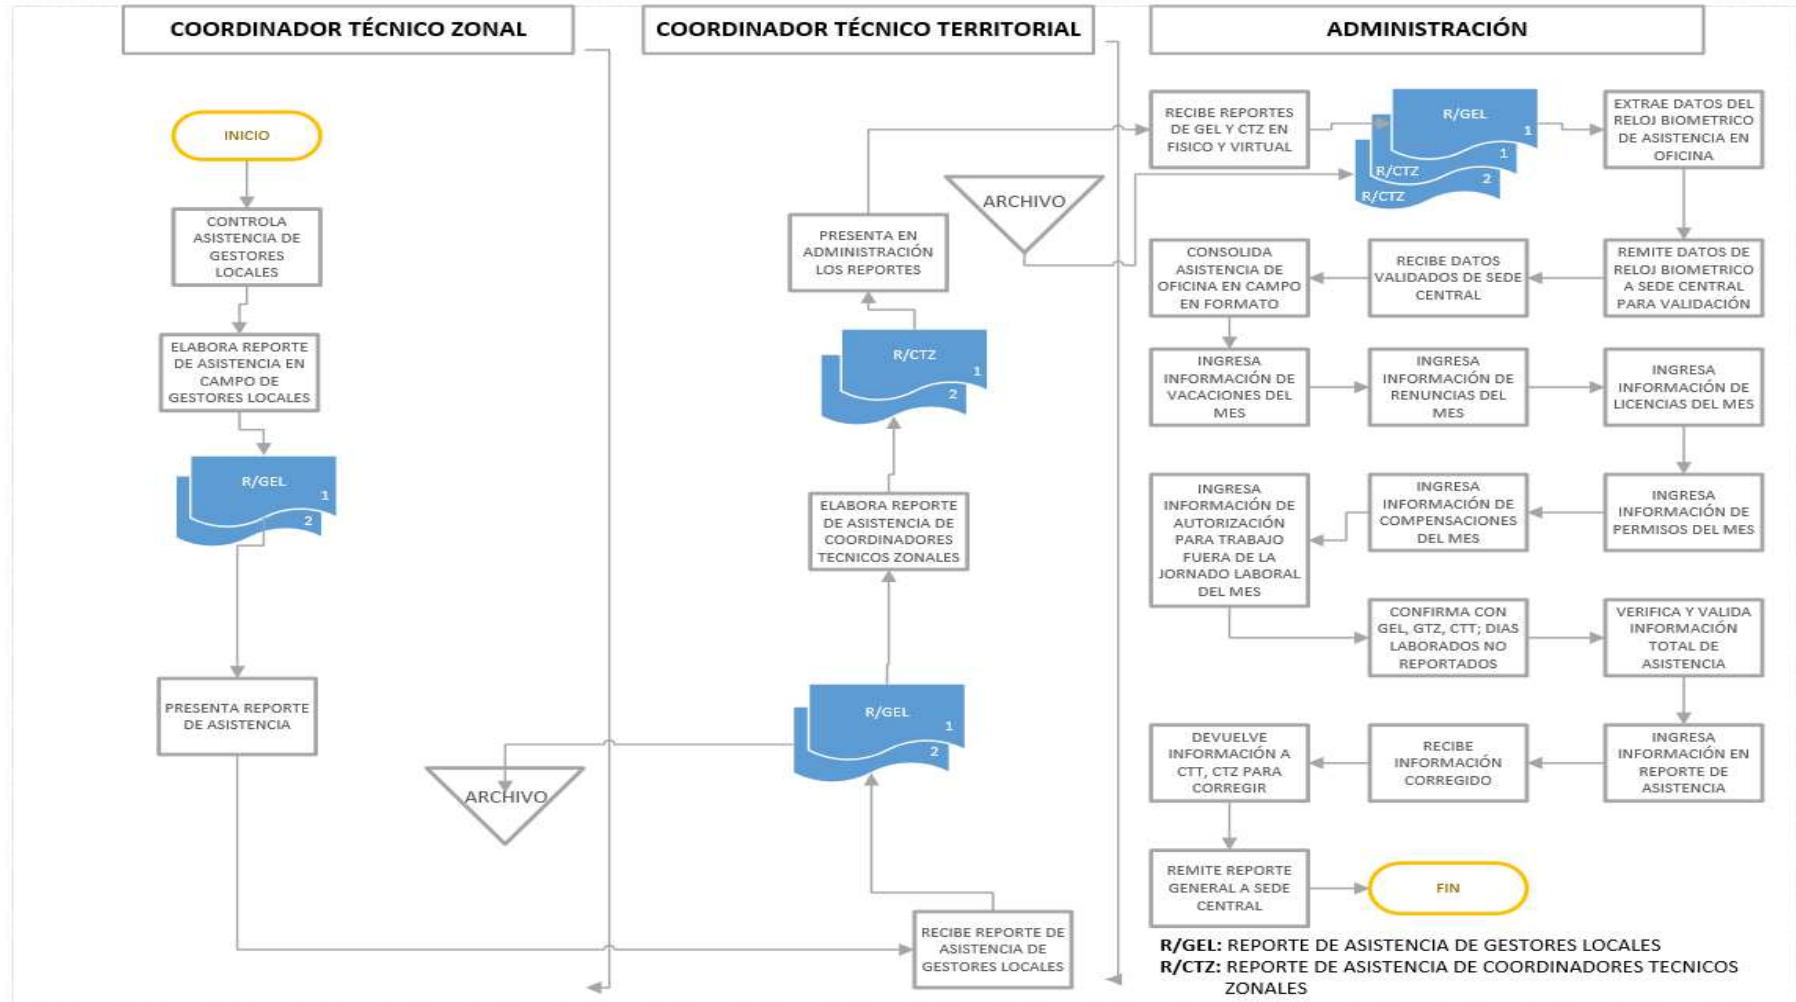 COORDINADOR TÉCNICO ZONAL
INICIO
CONTROLA
ASISTENCIA DE
GESTORES
LOCALES
ELABORA REPORTE
DE ASISTENCIA EN
CAMPO DE
GESTORES LOCALES
R/GEL
1
2
PRESENTA REPORTE
DE ASISTENCIA
ARCHIVO
COORDINADOR TÉCNICO TERRITORIAL
RECIBE REPORTE DE
ASISTENCIA DE
GESTORES LOCALES
R/GEL
1
2
ELABORA REPORTE
DE ASISTENCIA DE
COORDINADORES
TECNICOS ZONALES
R/CTZ
1
2
PRESENTA EN
ADMINISTRACIÓN
LOS REPORTES
ARCHIVO
ADMINISTRACIÓN
RECIBE REPORTES
DE GEL Y CTZ EN
FISICO Y VIRTUAL
R/GEL
1
R/CTZ
1
R/CTZ
2
EXTRAE DATOS DEL
RELOJ BIOMETRICO
DE ASISTENCIA EN
OFICINA
REMITE DATOS DE
RELOJ BIOMETRICO
A SEDE CENTRAL
PARA VALIDACIÓN
RECIBE DATOS
VALIDADOS DE SEDE
CENTRAL
CONSOLIDA
ASISTENCIA DE
OFICINA EN CAMPO
EN FORMATO
INGRESA
INFORMACIÓN DE
VACACIONES DEL
MES
INGRESA
INFORMACIÓN DE
RENUNCIAS DEL
MES
INGRESA
INFORMACIÓN DE
LICENCIAS DEL MES
INGRESA
INFORMACIÓN DE
PERMISOS DEL MES
INGRESA
INFORMACIÓN DE
COMPENSACIONES
DEL MES
INGRESA
INFORMACIÓN DE
AUTORIZACIÓN
PARA TRABAJO
FUERA DE LA
JORNADO LABORAL
DEL MES
CONFIRMA CON
GEL, GTZ, CTT; DIAS
LABORADOS NO
REPORTADOS
VERIFICA Y VALIDA
INFORMACIÓN
TOTAL DE
ASISTENCIA
INGRESA
INFORMACIÓN EN
REPORTE DE
ASISTENCIA
RECIBE
INFORMACIÓN
CORREGIDO
DEVUELVE
INFORMACIÓN A
CTT, CTZ PARA
CORREGIR
REMITE REPORTE
GENERAL A SEDE
CENTRAL
FIN
R/GEL: REPORTE DE ASISTENCIA DE GESTORES LOCALES
R/CTZ: REPORTE DE ASISTENCIA DE COORDINADORES TECNICOS
ZONALES